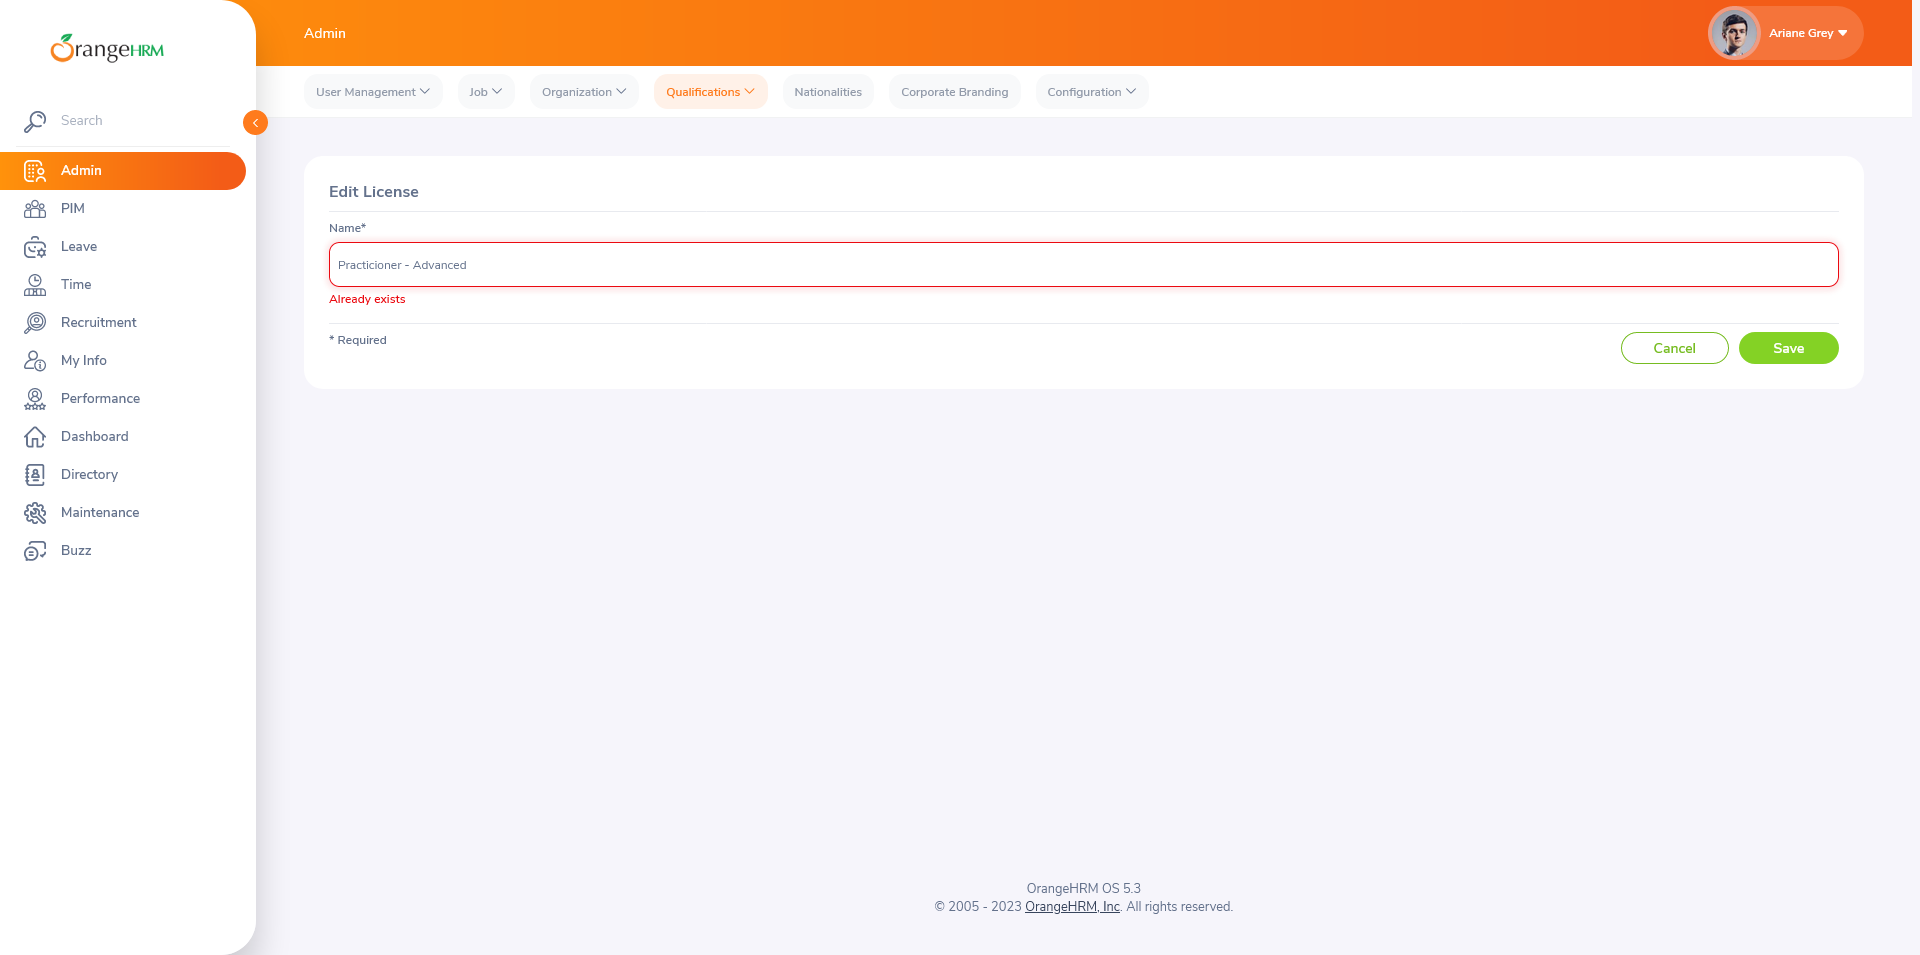 OrangeHRM
Search
Admin
PIM
Leave
Time
Recruitment
My Info
Performance
Dashboard
Directory
Maintenance
Buzz
Admin
Ariane Grey
User Management
Job
Organization
Qualifications
Nationalities
Corporate Branding
Configuration
Edit License
Name*
Practicioner - Advanced
Already exists
* Required
Cancel
Save
OrangeHRM OS 5.3
© 2005 - 2023 OrangeHRM, Inc. All rights reserved.